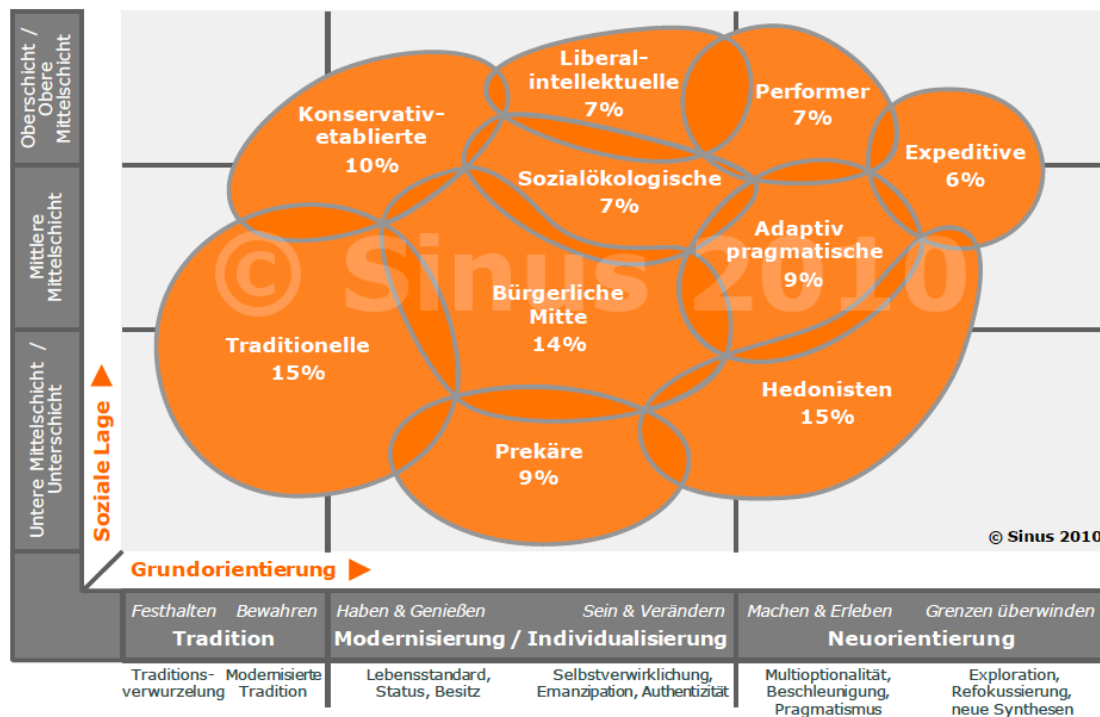 Oberschicht /
Obere
Mittelschicht
Mittlere
Mittelschicht
Untere Mittelschicht /
Unterschicht
Soziale Lage
Konservativ-
etablierte
10%
Liberal-
intellektuelle
7%
Performer
7%
Expeditive
6%
Sozialökologische
7%
Adaptiv
pragmatische
9%
© Sinus 2010
Bürgerliche
Mitte
14%
Traditionelle
15%
Hedonisten
15%
Prekäre
9%
© Sinus 2010
Grundorientierung
Festhalten
Bewahren
Tradition
Haben & Genießen
Sein & Verändern
Modernisierung / Individualisierung
Machen & Erleben
Grenzen überwinden
Neuorientierung
Traditions-
verwurzelung
Modernisierte
Tradition
Lebensstandard,
Status, Besitz
Selbstverwirklichung,
Emanzipation, Authentizität
Multioptionalität,
Beschleunigung,
Pragmatismus
Exploration,
Refokussierung,
neue Synthesen